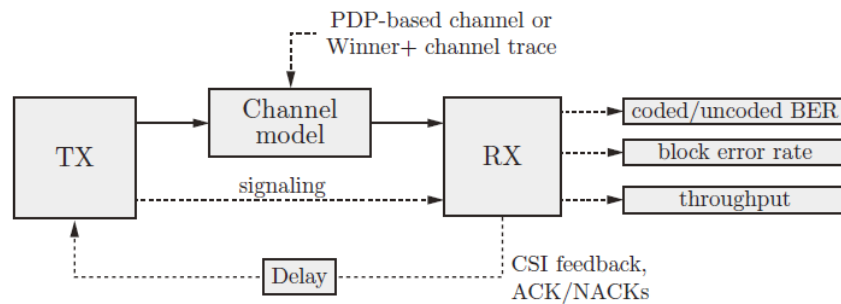 PDP-based channel or
Winner+ channel trace
TX
Channel
model
RX
coded/uncoded BER
block error rate
throughput
signaling
Delay
CSI feedback,
ACK/NACKs